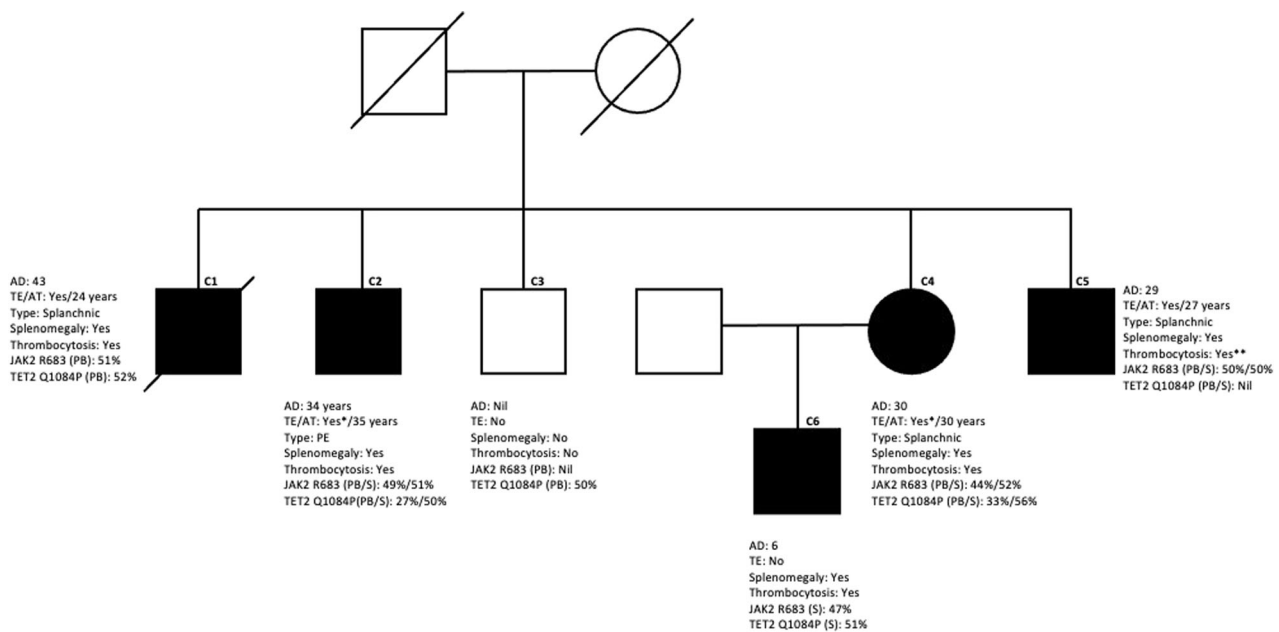 C1
AD: 43
TE/AT: Yes/24 years
Type: Splanchnic
Splenomegaly: Yes
Thrombocytosis: Yes
JAK2 R683 (PB): 51%
TET2 Q1084P (PB): 52%
C2
AD: 34 years
TE/AT: Yes*/35 years
Type: PE
Splenomegaly: Yes
Thrombocytosis: Yes
JAK2 R683 (PB/S): 49%/51%
TET2 Q1084P(PB/S): 27%/50%
C3
AD: Nil
TE: No
Splenomegaly: No
Thrombocytosis: No
JAK2 R683 (PB): Nil
TET2 Q1084P (PB): 50%
C4
AD: 30
TE/AT: Yes*/30 years
Type: Splanchnic
Splenomegaly: Yes
Thrombocytosis: Yes
JAK2 R683 (PB/S): 44%/52%
TET2 Q1084P (PB/S): 33%/56%
C5
AD: 29
TE/AT: Yes/27 years
Type: Splanchnic
Splenomegaly: Yes
Thrombocytosis: Yes**
JAK2 R683 (PB/S): 50%/50%
TET2 Q1084P (PB/S): Nil
C6
AD: 6
TE: No
Splenomegaly: Yes
Thrombocytosis: Yes
JAK2 R683 (S): 47%
TET2 Q1084P (S): 51%